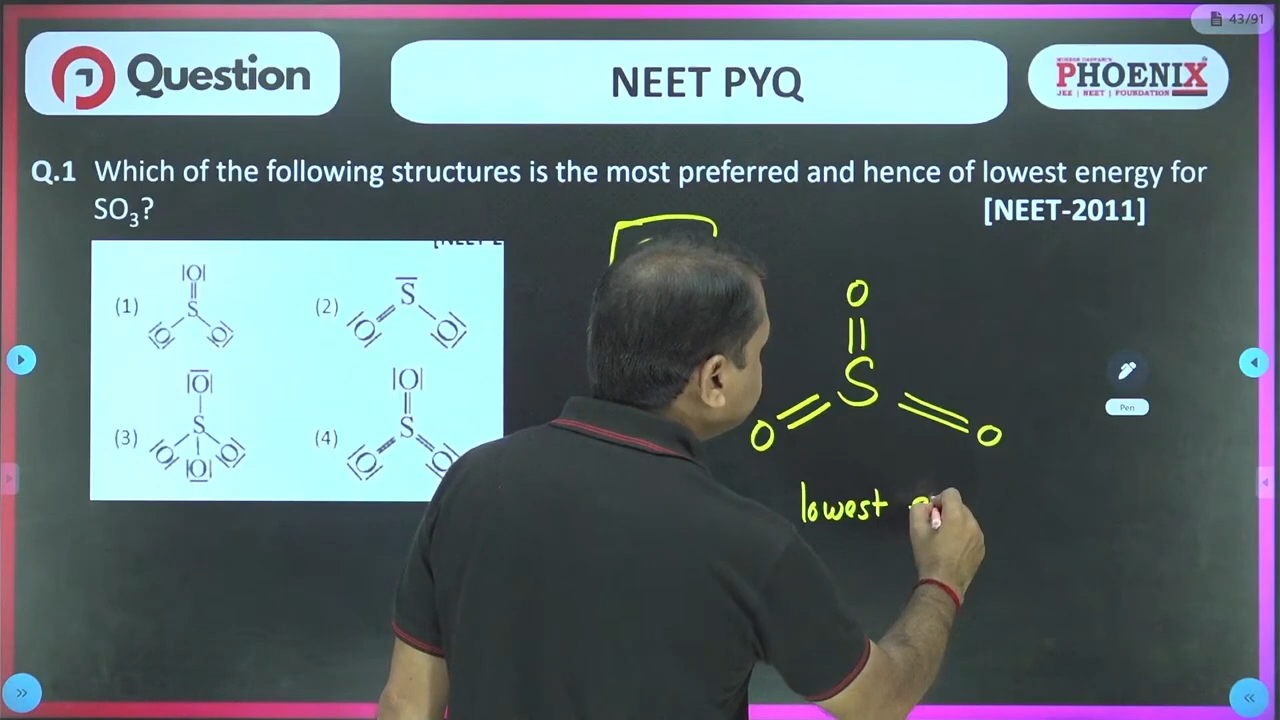 43/91
Question
NEET PYQ
PHOENIX
JEE | NEET | FOUNDATION
Q.1 Which of the following structures is the most preferred and hence of lowest energy for
SO₃? [NEET-2011]
(1) |O| S O O
(2) S O O
(3) |O| S O |O| O
(4) |O| S O O
O
S
O O
lowest
Pen